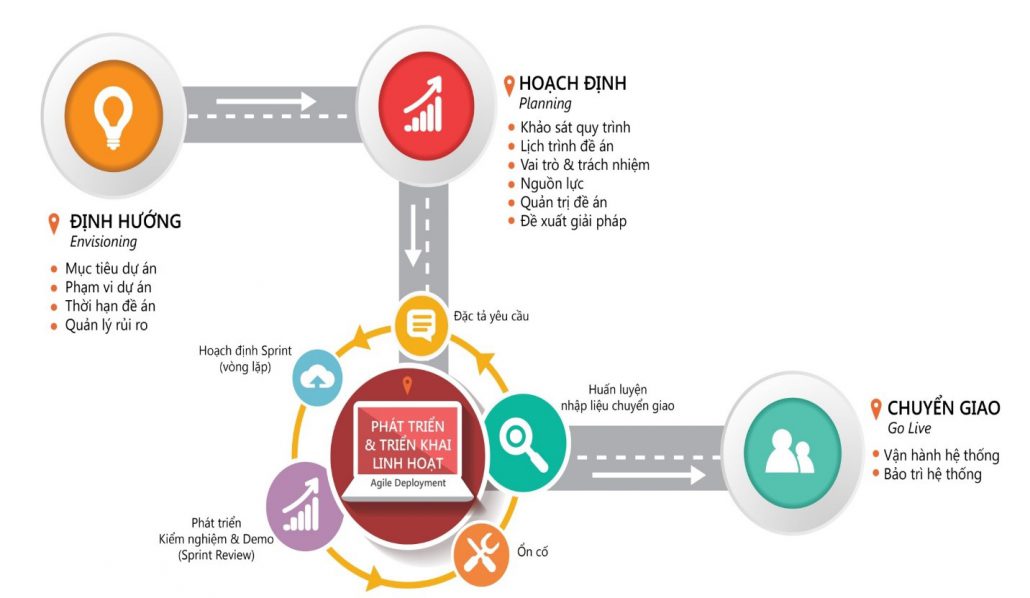 ĐỊNH HƯỚNG
Envisioning
Mục tiêu dự án
Phạm vi dự án
Thời hạn đề án
Quản lý rủi ro
HOẠCH ĐỊNH
Planning
Khảo sát quy trình
Lịch trình đề án
Vai trò & trách nhiệm
Nguồn lực
Quản trị đề án
Đề xuất giải pháp
Đặc tả yêu cầu
Hoạch định Sprint
(vòng lặp)
Phát triển
Kiểm nghiệm & Demo
(Sprint Review)
Ổn cố
Huấn luyện
nhập liệu chuyển giao
PHÁT TRIỂN
& TRIỂN KHAI
LINH HOẠT
Agile Deployment
CHUYỂN GIAO
Go Live
Vận hành hệ thống
Bảo trì hệ thống